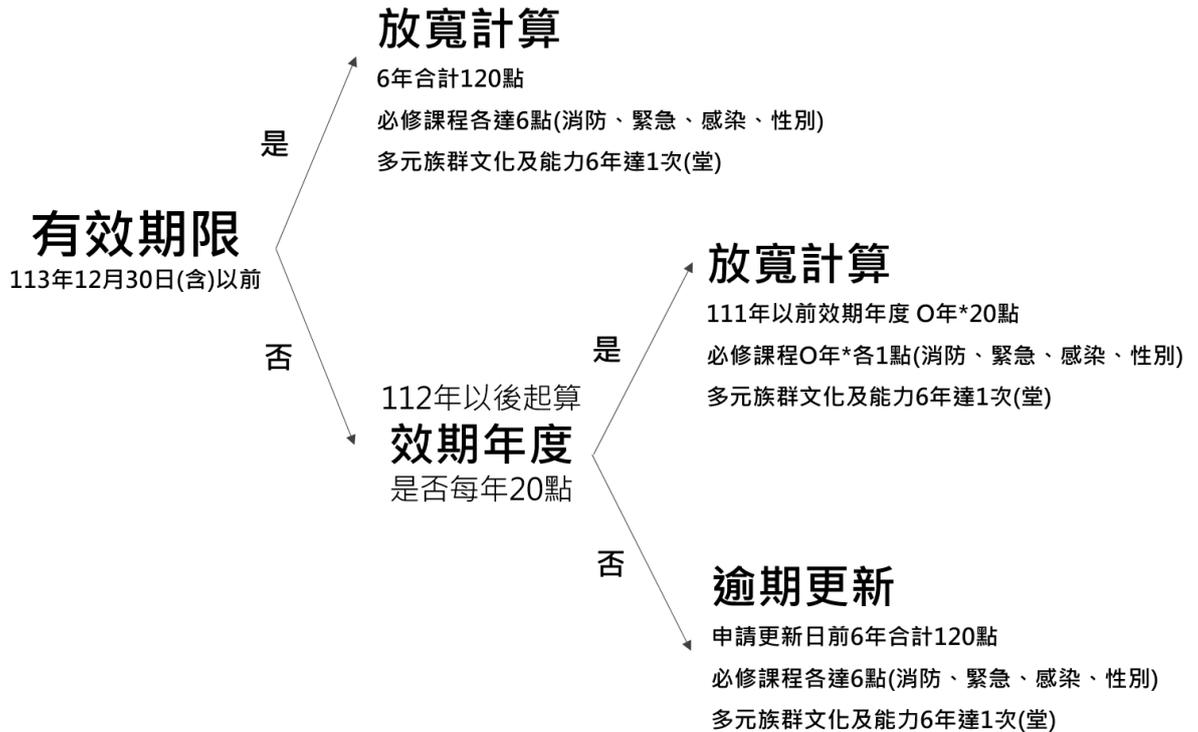 放寬計算
6年合計120點
必修課程各達6點(消防、緊急、感染、性別)
多元族群文化及能力6年達1次(堂)
是
有效期限
113年12月30日(含)以前
否
112年以後起算
效期年度
是否每年20點
是
放寬計算
111年以前效期年度 O年*20點
必修課程O年*各1點(消防、緊急、感染、性別)
多元族群文化及能力6年達1次(堂)
否
逾期更新
申請更新日前6年合計120點
必修課程各達6點(消防、緊急、感染、性別)
多元族群文化及能力6年達1次(堂)